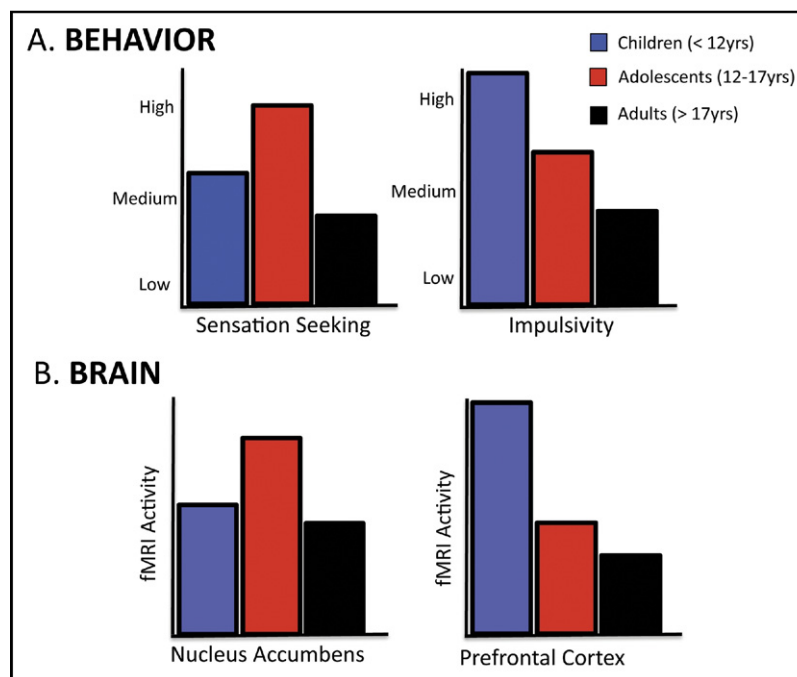 A. BEHAVIOR
Children (< 12yrs)
Adolescents (12-17yrs)
Adults (> 17yrs)
High
Medium
Low
Sensation Seeking
High
Medium
Low
Impulsivity
B. BRAIN
fMRI Activity
Nucleus Accumbens
fMRI Activity
Prefrontal Cortex